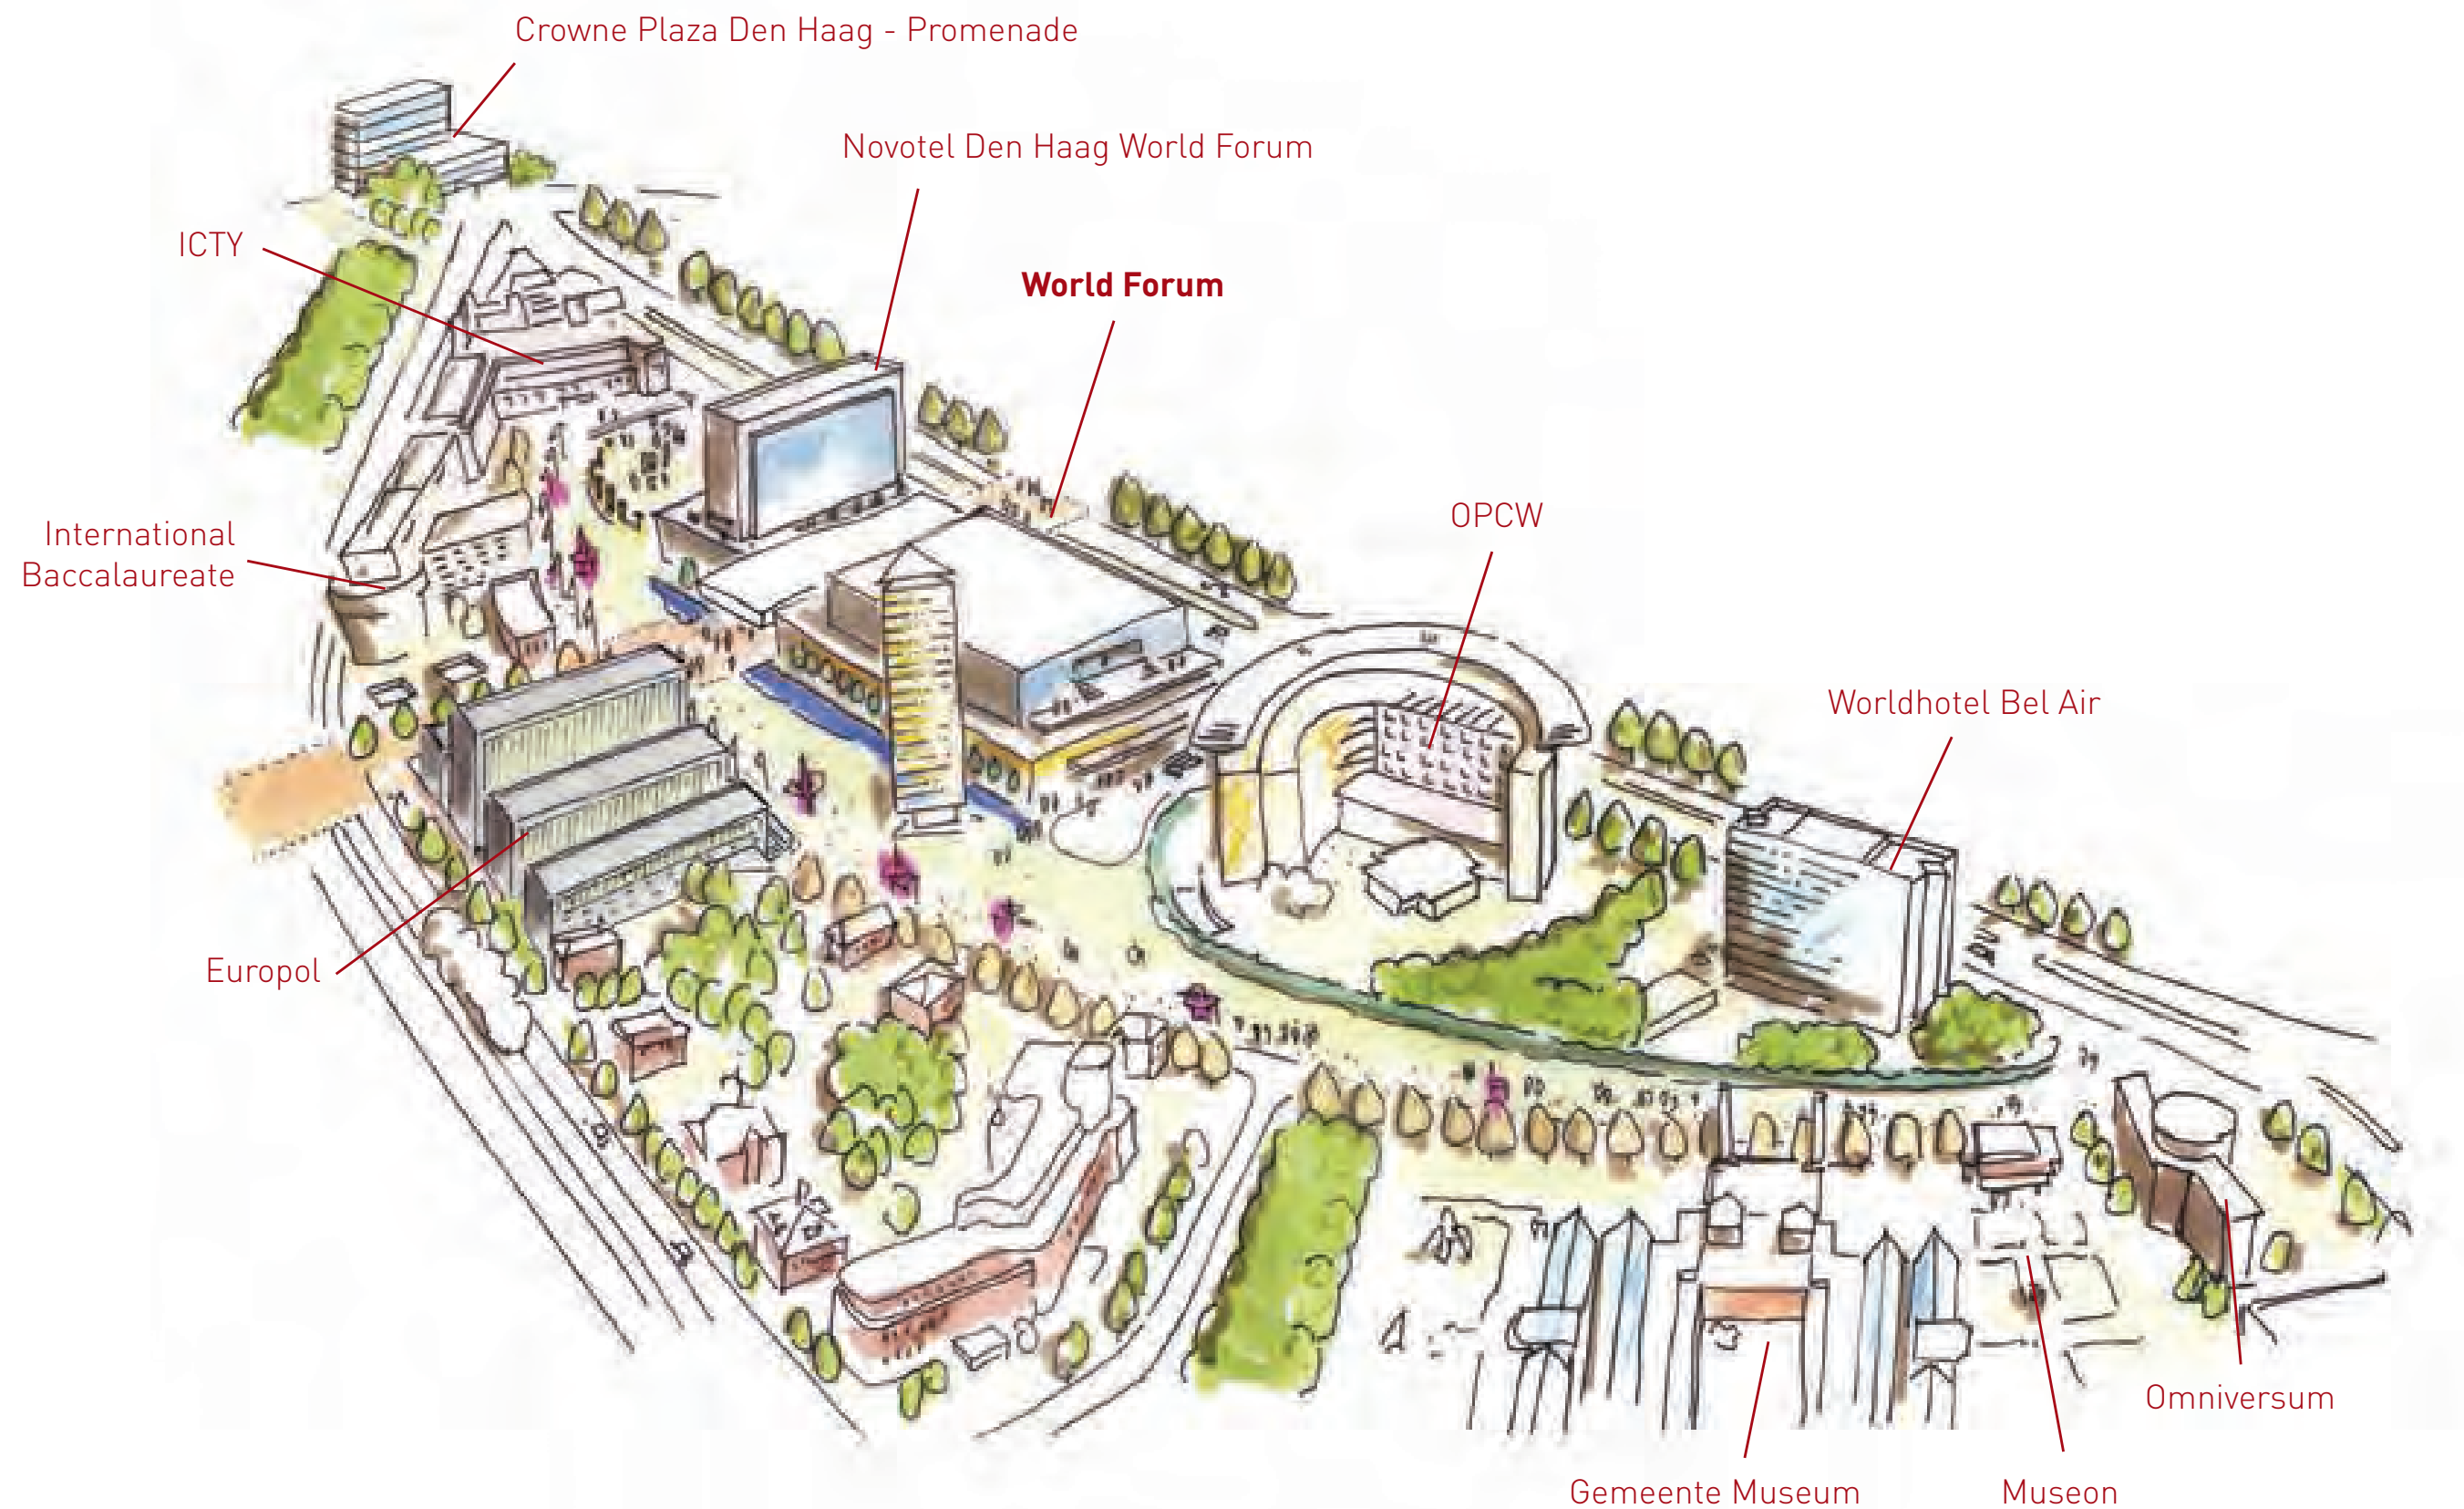 Crowne Plaza Den Haag - Promenade
Novotel Den Haag World Forum
ICTY
World Forum
OPCW
International
Baccalaureate
Worldhotel Bel Air
Europol
Omniversum
Gemeente Museum
Museon